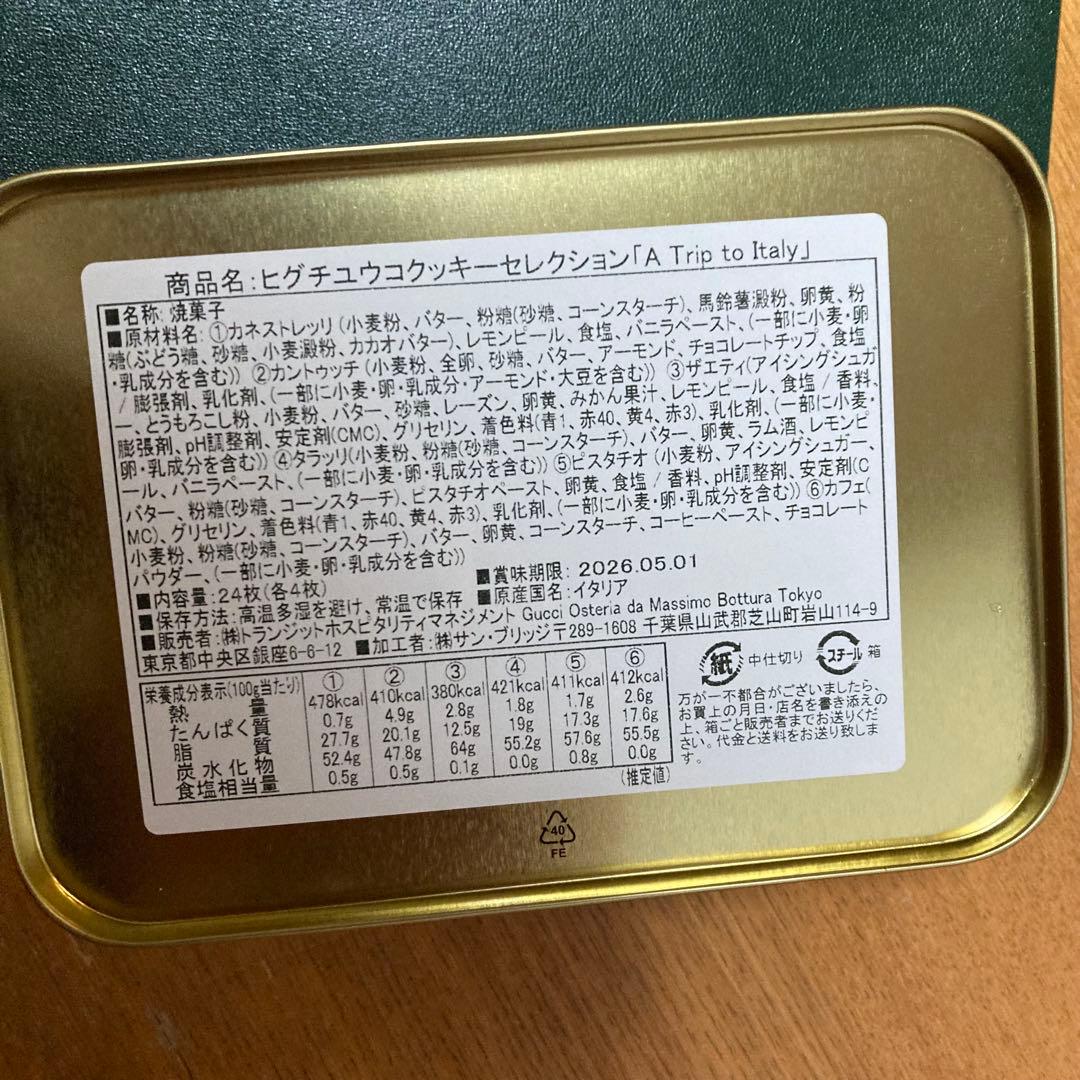 商品名:ヒグチユウコクッキーセレクション「A Trip to Italy」
■名称: 焼菓子
■原材料名: ①カネストレッリ (小麦粉、バター、粉糖(砂糖、コーンスターチ)、馬鈴薯澱粉、卵黄、粉
糖(ぶどう糖、砂糖、小麦澱粉、カカオバター)、レモンピール、食塩、バニラペースト、(一部に小麦・卵
・乳成分を含む)) ②カントゥッチ (小麦粉、全卵、砂糖、バター、アーモンド、チョコレートチップ、食塩
/ 膨張剤、乳化剤、(一部に小麦・卵・乳成分・アーモンド・大豆を含む)) ③ザエティ(アイシングシュガ
ー、とうもろこし粉、小麦粉、バター、砂糖、レーズン、卵黄、みかん果汁、レモンピール、食塩 / 香料、
膨張剤、pH調整剤、安定剤(CMC)、グリセリン、着色料(青1、赤40、黄4、赤3)、乳化剤、(一部に小麦・
卵・乳成分を含む)) ④タラッリ(小麦粉、粉糖(砂糖、コーンスターチ)、バター、卵黄、ラム酒、レモンピ
ール、バニラペースト、(一部に小麦・卵・乳成分を含む)) ⑤ピスタチオ (小麦粉、アイシングシュガー、
バター、粉糖(砂糖、コーンスターチ)、ピスタチオペースト、卵黄、食塩 / 香料、pH調整剤、安定剤(C
MC)、グリセリン、着色料(青1、赤40、黄4、赤3)、乳化剤、(一部に小麦・卵・乳成分を含む)) ⑥カフェ(
小麦粉、粉糖(砂糖、コーンスターチ)、バター、卵黄、コーンスターチ、コーヒーペースト、チョコレート
パウダー、(一部に小麦・卵・乳成分を含む))
■内容量:24枚(各4枚) ■賞味期限: 2026.05.01
■保存方法:高温多湿を避け、常温で保存 ■原産国名:イタリア
■販売者:㈱トランジットホスピタリティマネジメント Gucci Osteria da Massimo Bottura Tokyo
東京都中央区銀座6-6-12 ■加工者:㈱サン・ブリッジ〒289-1608 千葉県山武郡芝山町岩山114-9
栄養成分表示(100g当たり) ① ② ③ ④ ⑤ ⑥
熱量 478kcal 410kcal 380kcal 421kcal 411kcal 412kcal
たんぱく質 0.7g 4.9g 2.8g 1.8g 1.7g 2.6g
脂質 27.7g 20.1g 12.5g 19g 17.3g 17.6g
炭水化物 52.4g 47.8g 64g 55.2g 57.6g 55.5g
食塩相当量 0.5g 0.5g 0.1g 0.0g 0.8g 0.0g
(推定値)
紙 中仕切り スチール 箱
万が一不都合がございましたら、
お買上の月日・店名を書き添えの
上、箱ごと販売者までお送りくだ
さい。代金と送料をお送り致しま
す。
40
FE